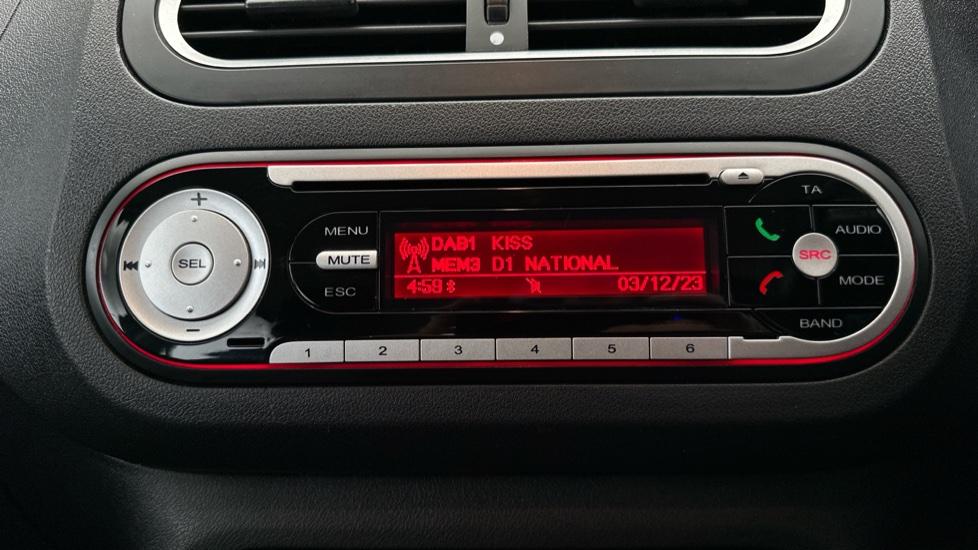 +
SEL
−
MENU
MUTE
ESC
DAB1 KISS
MEM3 D1 NATIONAL
4:59 03/12/23
TA
AUDIO
SRC
MODE
BAND
1 2 3 4 5 6